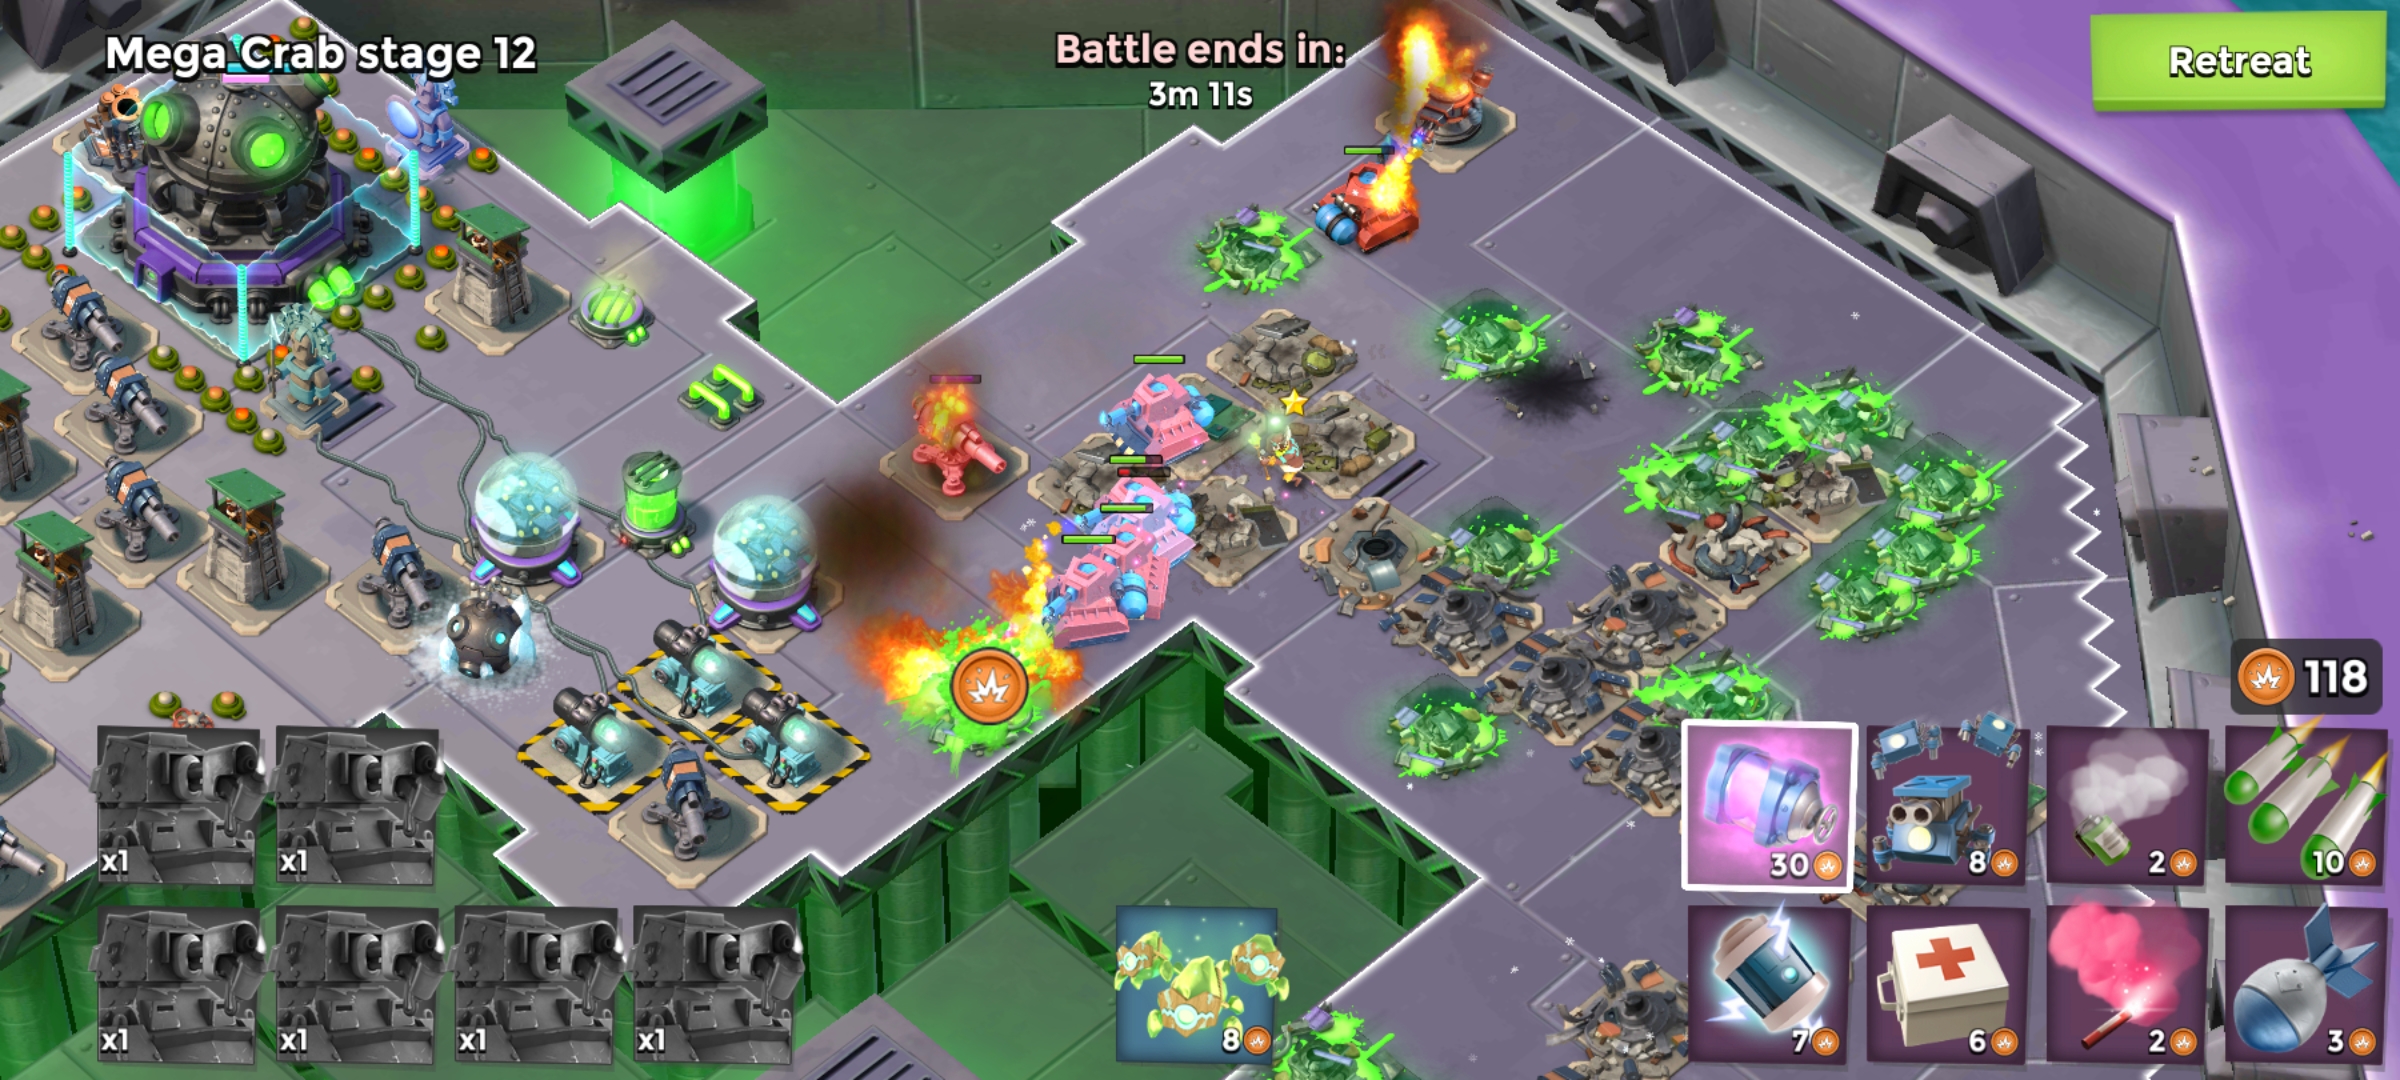 Mega Crab stage 12
Battle ends in:
3m 11s
Retreat
118
x1
x1
30
8
2
10
x1
x1
x1
x1
8
7
6
2
3